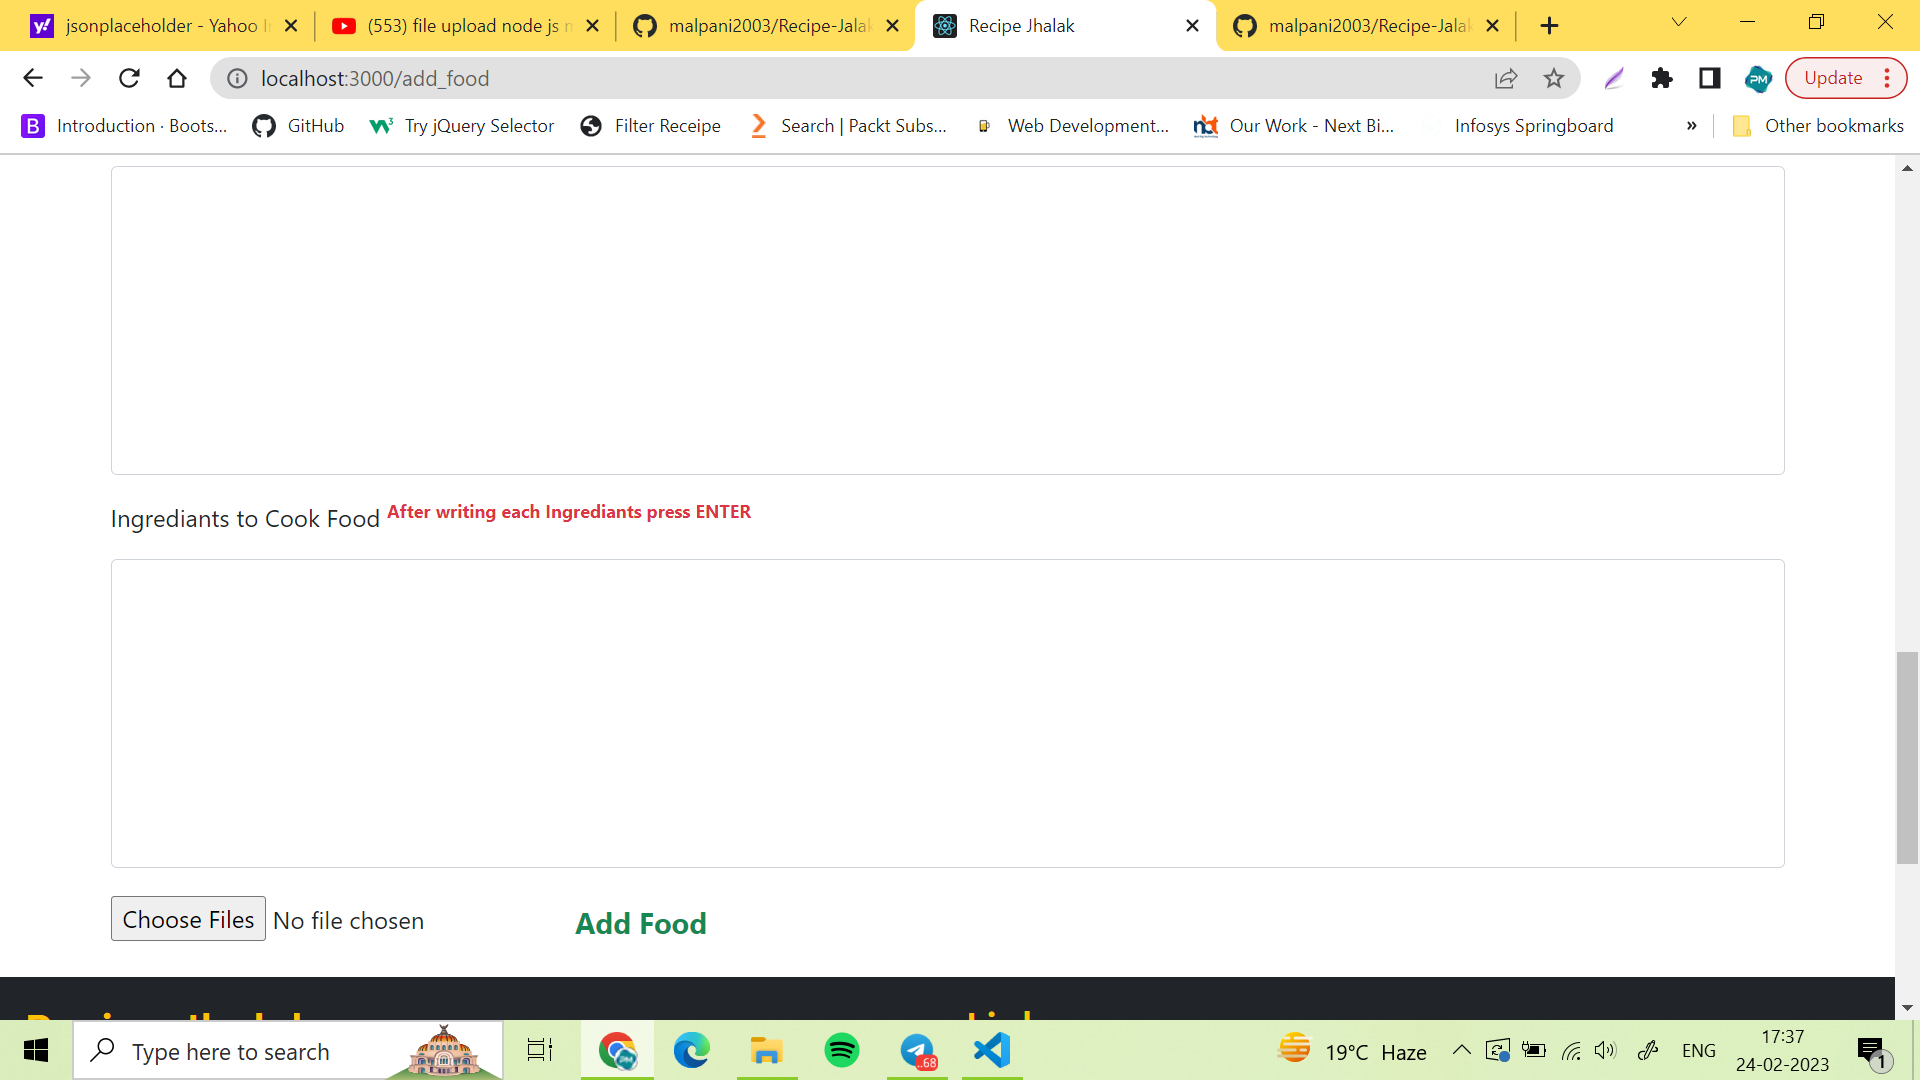 jsonplaceholder - Yahoo I
(553) file upload node js m
malpani2003/Recipe-Jalak
Recipe Jhalak
malpani2003/Recipe-Jalak
localhost:3000/add_food
Update
Introduction · Boots...
GitHub
Try jQuery Selector
Filter Receipe
Search | Packt Subs...
Web Development...
Our Work - Next Bi...
Infosys Springboard
»
Other bookmarks
Ingrediants to Cook Food After writing each Ingrediants press ENTER
Choose Files No file chosen
Add Food
Type here to search
..68
19°C Haze
ENG
17:37
24-02-2023
1